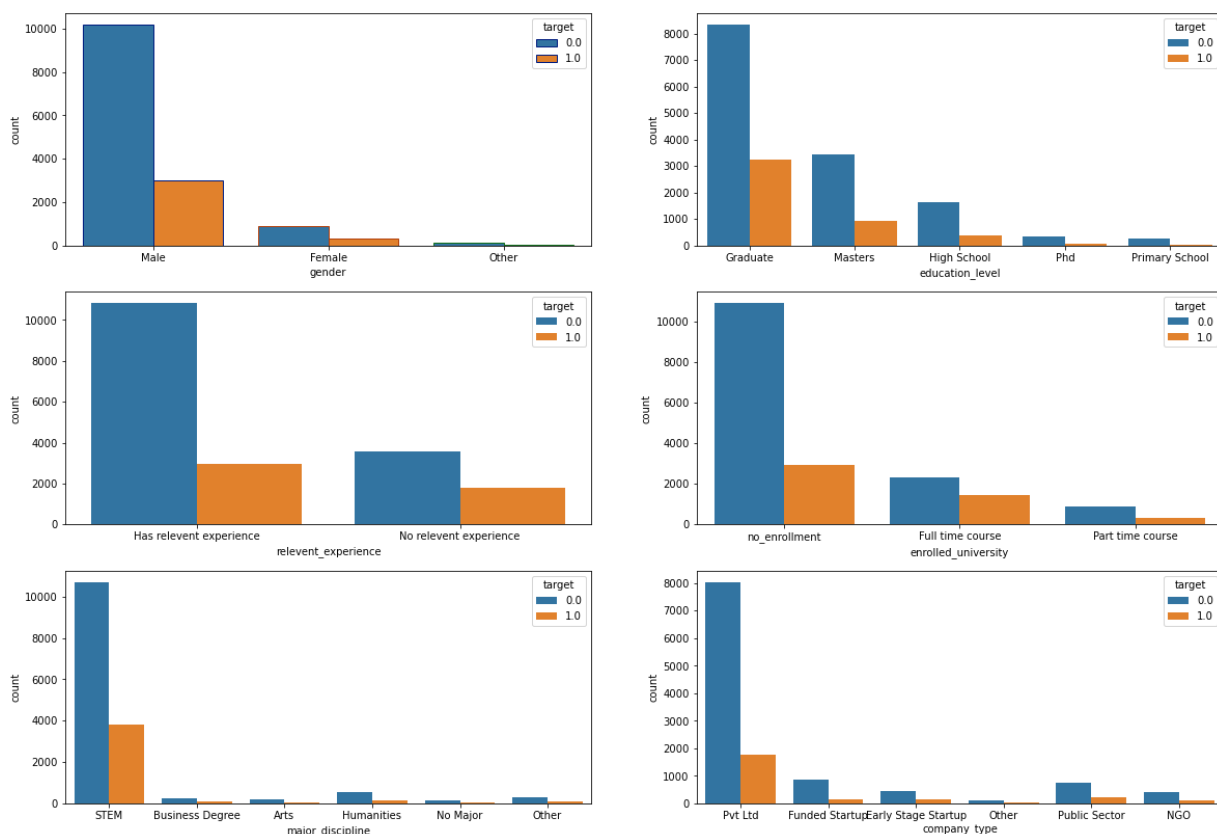 10000
8000
6000
4000
2000
0
count
target
0.0
1.0
Male
Female
Other
gender
8000
7000
6000
5000
4000
3000
2000
1000
0
count
target
0.0
1.0
Graduate
Masters
High School
Phd
Primary School
education_level
10000
8000
6000
4000
2000
0
count
target
0.0
1.0
Has relevent experience
No relevent experience
relevent_experience
10000
8000
6000
4000
2000
0
count
target
0.0
1.0
no_enrollment
Full time course
Part time course
enrolled_university
10000
8000
6000
4000
2000
0
count
target
0.0
1.0
STEM
Business Degree
Arts
Humanities
No Major
Other
major_discipline
8000
7000
6000
5000
4000
3000
2000
1000
0
count
target
0.0
1.0
Pvt Ltd
Funded Startup
Early Stage Startup
Other
Public Sector
NGO
company_type